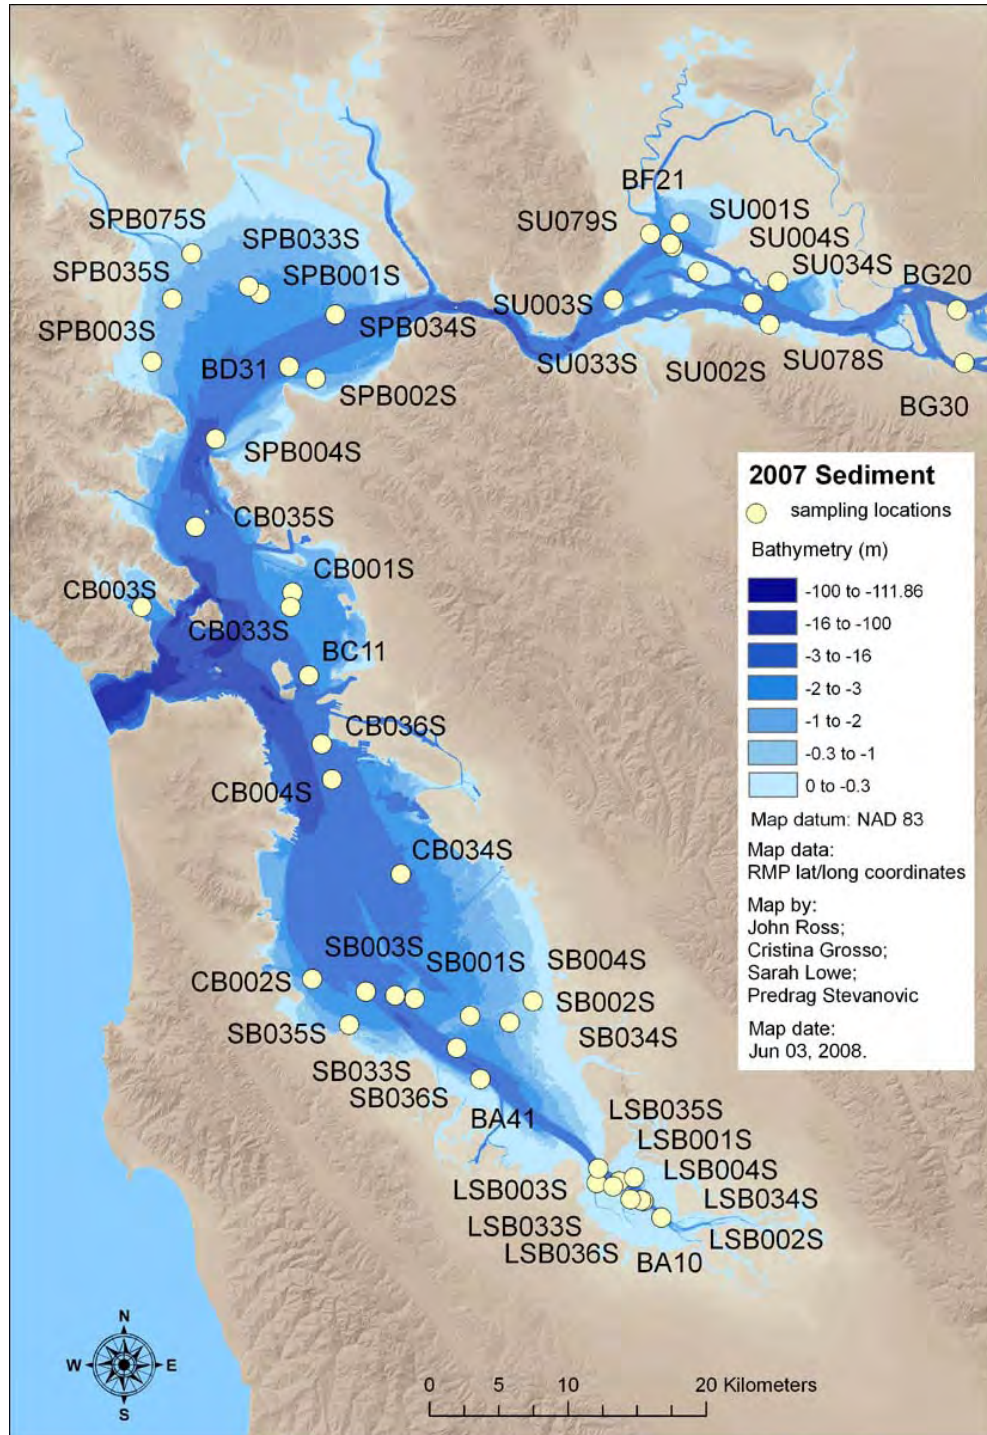 BF21
SU079S
SU001S
SPB075S
SPB033S
SU004S
SPB035S
SPB001S
SU034S
BG20
SU003S
SPB003S
SPB034S
BD31
SU033S
SU002S
SU078S
SPB002S
BG30
SPB004S
2007 Sediment
sampling locations
Bathymetry (m)
-100 to -111.86
-16 to -100
-3 to -16
-2 to -3
-1 to -2
-0.3 to -1
0 to -0.3
Map datum: NAD 83
Map data:
RMP lat/long coordinates
Map by:
John Ross;
Cristina Grosso;
Sarah Lowe;
Predrag Stevanovic
Map date:
Jun 03, 2008.
CB035S
CB001S
CB003S
CB033S
BC11
CB036S
CB004S
CB034S
SB003S
SB001S
SB004S
CB002S
SB002S
SB035S
SB034S
SB033S
SB036S
BA41
LSB035S
LSB001S
LSB004S
LSB003S
LSB034S
LSB033S
LSB002S
LSB036S
BA10
N
W E
S
0 10 20 Kilometers